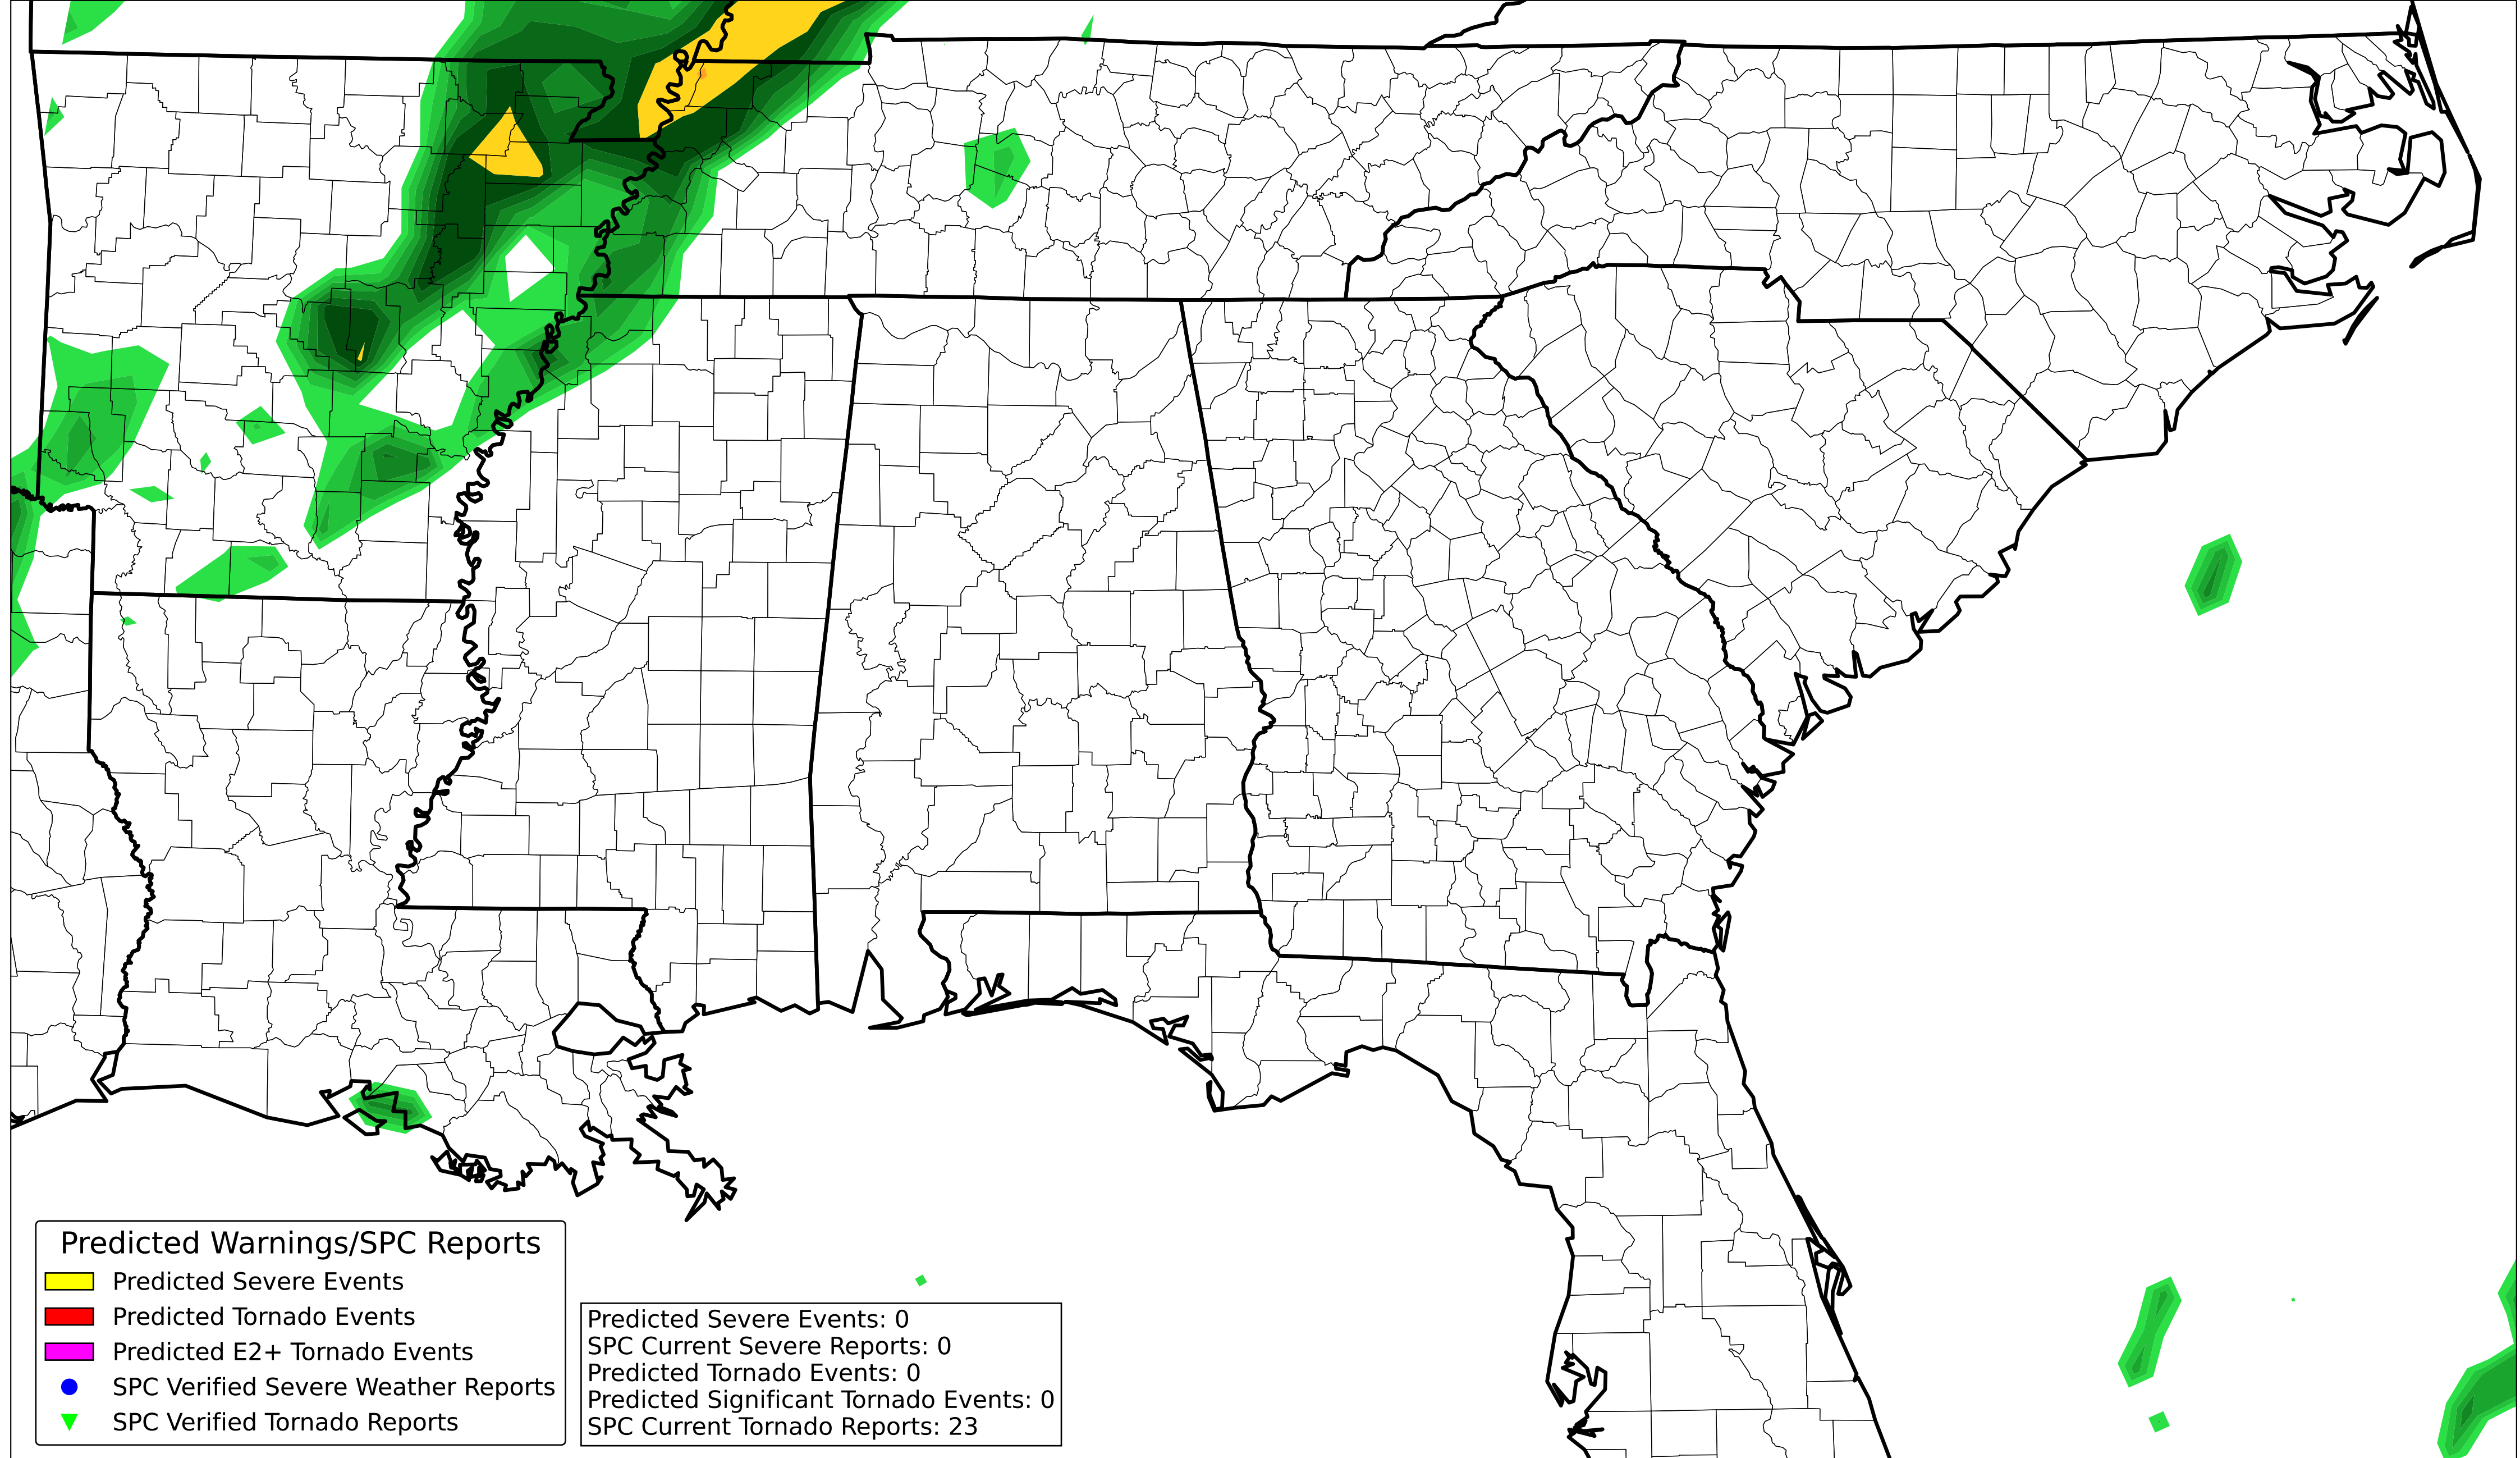 Predicted Warnings/SPC Reports
Predicted Severe Events
Predicted Tornado Events
Predicted E2+ Tornado Events
SPC Verified Severe Weather Reports
SPC Verified Tornado Reports
Predicted Severe Events: 0
SPC Current Severe Reports: 0
Predicted Tornado Events: 0
Predicted Significant Tornado Events: 0
SPC Current Tornado Reports: 23